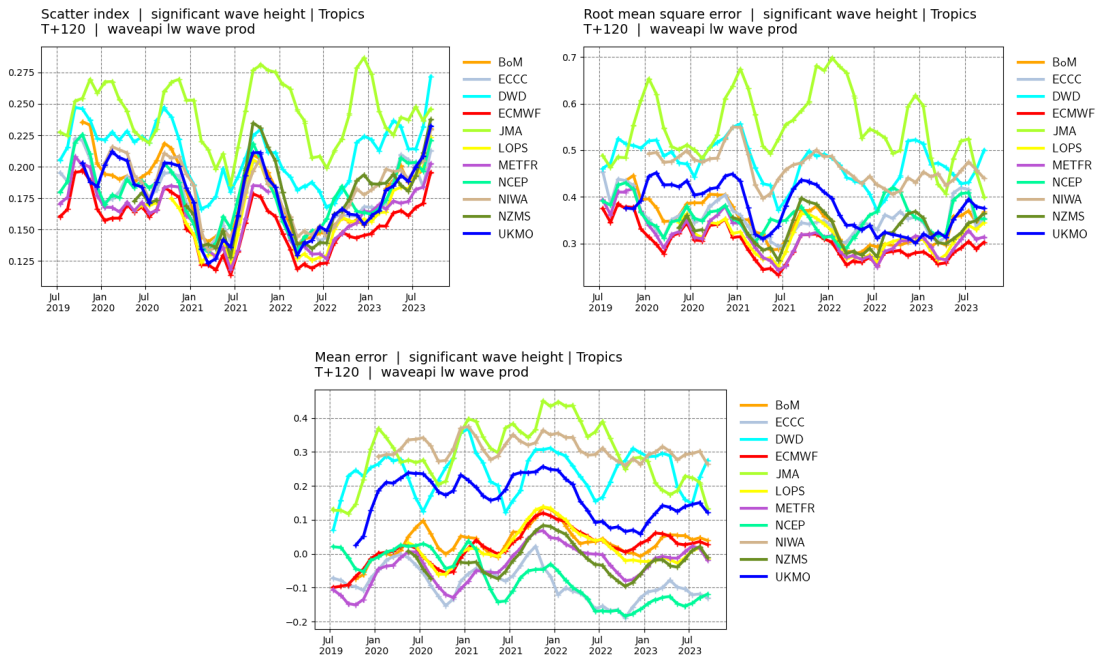 Scatter index | significant wave height | Tropics
T+120 | waveapi lw wave prod
0.275
0.250
0.225
0.200
0.175
0.150
0.125
Jul
2019
Jan
2020
Jul
2020
Jan
2021
Jul
2021
Jan
2022
Jul
2022
Jan
2023
Jul
2023
BoM
ECCC
DWD
ECMWF
JMA
LOPS
METFR
NCEP
NIWA
NZMS
UKMO
Root mean square error | significant wave height | Tropics
T+120 | waveapi lw wave prod
0.7
0.6
0.5
0.4
0.3
Jul
2019
Jan
2020
Jul
2020
Jan
2021
Jul
2021
Jan
2022
Jul
2022
Jan
2023
Jul
2023
BoM
ECCC
DWD
ECMWF
JMA
LOPS
METFR
NCEP
NIWA
NZMS
UKMO
Mean error | significant wave height | Tropics
T+120 | waveapi lw wave prod
0.4
0.3
0.2
0.1
0.0
−0.1
−0.2
Jul
2019
Jan
2020
Jul
2020
Jan
2021
Jul
2021
Jan
2022
Jul
2022
Jan
2023
Jul
2023
BoM
ECCC
DWD
ECMWF
JMA
LOPS
METFR
NCEP
NIWA
NZMS
UKMO